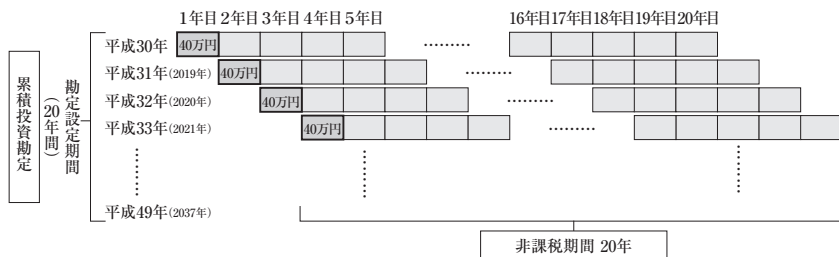 1年目2年目3年目4年目5年目
16年目17年目18年目19年目20年目
累積投資勘定
勘定設定期間
(20年間)
平成30年
40万円
平成31年(2019年)
40万円
平成32年(2020年)
40万円
平成33年(2021年)
40万円
平成49年(2037年)
非課税期間 20年